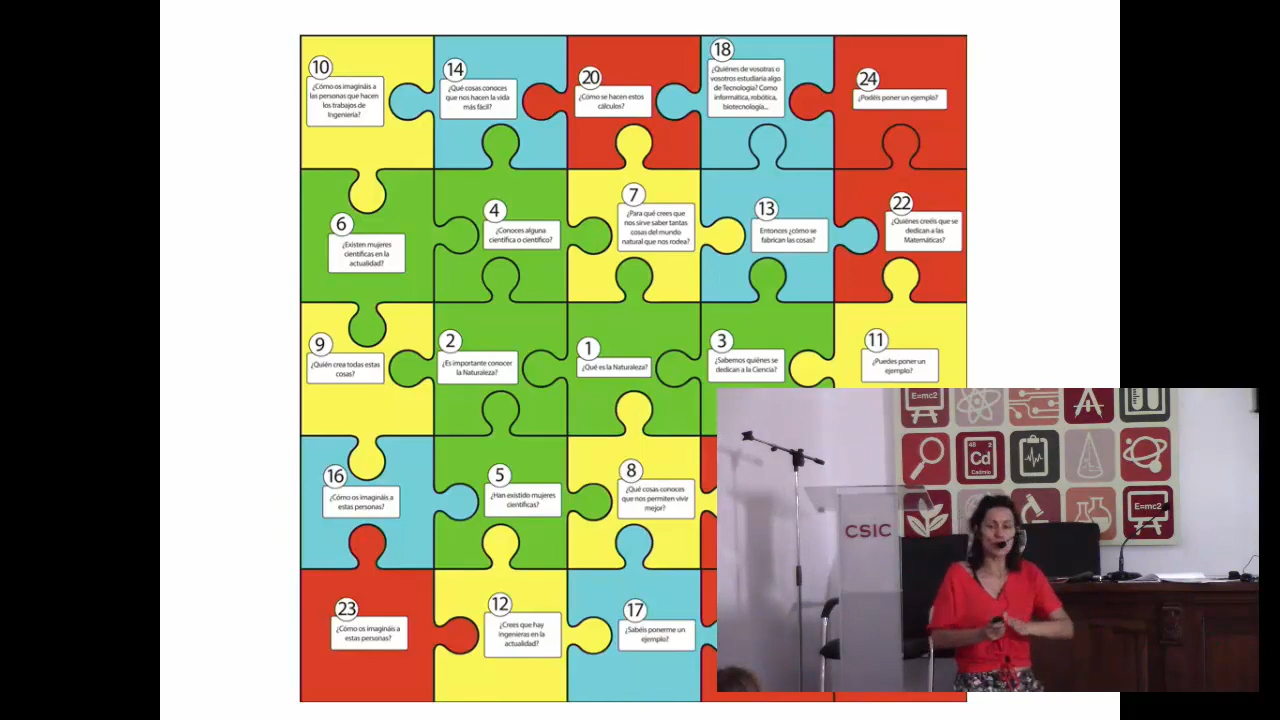 10
¿Cómo os imagináis a
las personas que hacen
los trabajos de
Ingeniería?
14
¿Qué cosas conoces
que nos hacen la vida
más fácil?
20
¿Cómo se hacen estos
cálculos?
18
¿Quiénes de vosotras o
vosotros estudiaría algo
de Tecnología? Como
informática, robótica,
biotecnología...
24
¿Podéis poner un ejemplo?
6
¿Existen mujeres
científicas en la
actualidad?
4
¿Conoces alguna
científica o científico?
7
¿Para qué crees que
nos sirve saber tantas
cosas del mundo
natural que nos rodea?
13
Entonces ¿cómo se
fabrican las cosas?
22
¿Quiénes creéis que se
dedican a las
Matemáticas?
9
¿Quién crea todas estas
cosas?
2
¿Es importante conocer
la Naturaleza?
1
¿Qué es la Naturaleza?
3
¿Sabemos quiénes se
dedican a la Ciencia?
11
¿Puedes poner un
ejemplo?
16
¿Cómo os imagináis a
estas personas?
5
¿Han existido mujeres
científicas?
8
¿Qué cosas conoces
que nos permiten vivir
mejor?
23
¿Cómo os imagináis a
estas personas?
12
¿Crees que hay
ingenieras en la
actualidad?
17
¿Sabéis ponerme un
ejemplo?
E=mc2
48
Cd
Cadmio
E=mc2
CSIC